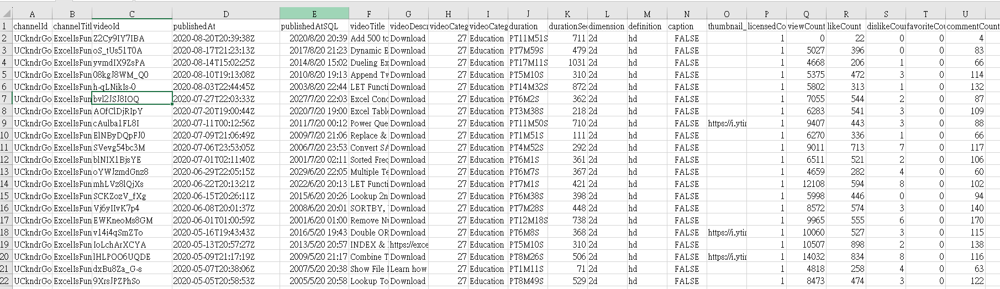 A B C D E F G H I J K L M N O P Q R S T U
1 channelId channelTitl videoId publishedAt publishedAtSQL videoTitle videoDescr videoCateg videoCateg duration durationSec dimension definition caption thumbnail_ licensedCo viewCount likeCount dislikeCou favoriteCou commentCount
2 UCkndrGo ExcelIsFun Z2Cy9IY7IBA 2020-08-20T20:39:38Z 2020/8/20 20:39 Add 500 to Download 27 Education PT11M51S 711 2d hd FALSE 1 0 22 0 0 4
3 UCkndrGo ExcelIsFun oS_tUs51T0A 2020-08-17T21:23:13Z 2017/8/20 21:23 Dynamic E Download 27 Education PT7M59S 479 2d hd FALSE 1 5027 396 0 0 83
4 UCkndrGo ExcelIsFun yvmdIX9ZsPA 2020-08-14T15:02:25Z 2014/8/20 15:02 Dueling Ex Download 27 Education PT17M11S 1031 2d hd FALSE 1 4668 206 1 0 66
5 UCkndrGo ExcelIsFun 08kgJ8WM_Q0 2020-08-10T19:13:08Z 2010/8/20 19:13 Append Tw Download 27 Education PT5M10S 310 2d hd FALSE 1 5375 472 3 0 114
6 UCkndrGo ExcelIsFun h-qLNikIs-0 2020-08-03T22:44:45Z 2003/8/20 22:44 LET Functi Download 27 Education PT14M32S 872 2d hd FALSE 1 5802 313 1 0 132
7 UCkndrGo ExcelIsFun bvl2JSJ8IOQ 2020-07-27T22:03:33Z 2027/7/20 22:03 Excel Conc Download 27 Education PT6M2S 362 2d hd FALSE 1 7055 544 2 0 87
8 UCkndrGo ExcelIsFun AOfClDjRIpY 2020-07-20T19:00:44Z 2020/7/20 19:00 Excel Table Download 27 Education PT3M38S 218 2d hd FALSE 1 6283 541 3 0 109
9 UCkndrGo ExcelIsFun cAulba1FL8I 2020-07-11T00:12:56Z 2011/7/20 00:12 Power Que Download 27 Education PT11M50S 710 2d hd FALSE https://i.ytin 1 9407 443 3 0 88
10 UCkndrGo ExcelIsFun ElNByDQpFJ0 2020-07-09T21:06:49Z 2009/7/20 21:06 Replace & Download 27 Education PT1M51S 111 2d hd FALSE 1 6270 336 1 0 66
11 UCkndrGo ExcelIsFun SVevg54bc3M 2020-07-06T23:53:05Z 2006/7/20 23:53 Convert SA Download 27 Education PT4M52S 292 2d hd FALSE 1 9011 713 7 0 117
12 UCkndrGo ExcelIsFun blNIX1BjsYE 2020-07-01T02:11:40Z 2001/7/20 02:11 Sorted Freq Download 27 Education PT6M1S 361 2d hd FALSE 1 6511 521 2 0 106
13 UCkndrGo ExcelIsFun oYWJzmdGnz8 2020-06-29T22:05:15Z 2029/6/20 22:05 Multiple Te Download 27 Education PT6M7S 367 2d hd FALSE 1 4659 282 4 0 60
14 UCkndrGo ExcelIsFun mhLVz8lQjXs 2020-06-22T20:13:21Z 2022/6/20 20:13 LET Functi Download 27 Education PT7M1S 421 2d hd FALSE 1 12108 594 8 0 102
15 UCkndrGo ExcelIsFun SCKZozV_fXg 2020-06-15T20:26:11Z 2015/6/20 20:26 Lookup 2n Download 27 Education PT6M38S 398 2d hd FALSE 1 5998 446 0 0 94
16 UCkndrGo ExcelIsFun Vj6yIIvK7p4 2020-06-08T20:01:37Z 2008/6/20 20:01 SORTBY, Download 27 Education PT7M28S 448 2d hd FALSE 1 8572 574 3 0 140
17 UCkndrGo ExcelIsFun EWKneoMs8GM 2020-06-01T01:00:59Z 2001/6/20 01:00 Remove Nu Download 27 Education PT12M18S 738 2d hd FALSE 1 9965 555 6 0 170
18 UCkndrGo ExcelIsFun v14i4qSmZTo 2020-05-16T19:43:43Z 2016/5/20 19:43 Double OR Download 27 Education PT6M8S 368 2d hd FALSE https://i.ytin 1 10060 527 3 0 115
19 UCkndrGo ExcelIsFun IoLchArXCYA 2020-05-13T20:57:27Z 2013/5/20 20:57 INDEX & https://exce 27 Education PT5M10S 310 2d hd FALSE 1 10507 898 2 0 138
20 UCkndrGo ExcelIsFun lHLPOO6UQDE 2020-05-09T21:17:19Z 2009/5/20 21:17 Combine T Download 27 Education PT8M26S 506 2d hd FALSE https://i.ytin 1 14032 834 8 0 116
21 UCkndrGo ExcelIsFun dxBu8Za_G-s 2020-05-07T20:38:06Z 2007/5/20 20:38 Show File Learn how 27 Education PT1M11S 71 2d hd FALSE 1 4818 258 4 0 63
22 UCkndrGo ExcelIsFun 9XrsJPZPhSo 2020-05-05T20:58:53Z 2005/5/20 20:58 Lookup To Download 27 Education PT8M49S 529 2d hd FALSE 1 8473 474 3 0 122